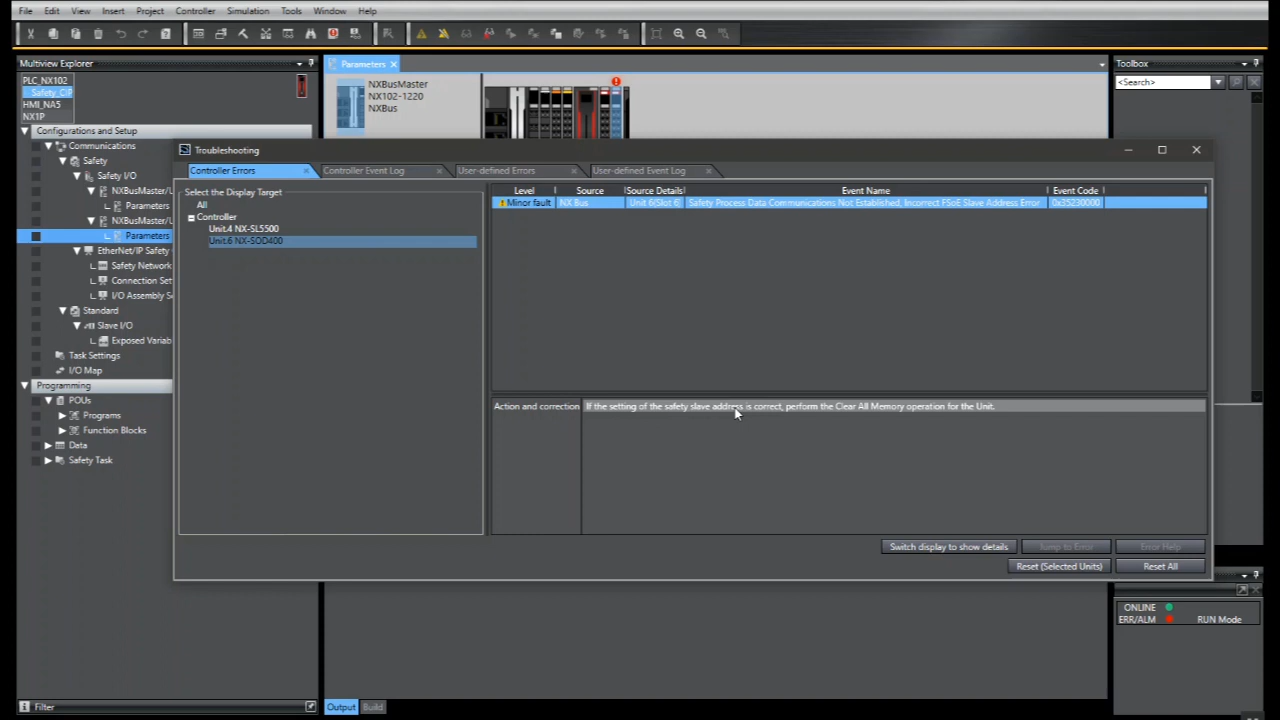 File Edit View Insert Project Controller Simulation Tools Window Help
Multiview Explorer
PLC_NX102
Safety_CIP
HMI_NA5
NX1P
Configurations and Setup
Communications
Safety
Safety I/O
NXBusMaster/
Parameters
NXBusMaster/
Parameters
EtherNet/IP Safety
Safety Network
Connection Set
I/O Assembly S
Standard
Slave I/O
Exposed Variab
Task Settings
I/O Map
Programming
POUs
Programs
Function Blocks
Data
Safety Task
Filter
Parameters
NXBusMaster
NX102-1220
NXBus
Toolbox
<Search>
Troubleshooting
Controller Errors Controller Event Log User-defined Errors User-defined Event Log
Select the Display Target
All
Controller
Unit.4 NX-SL5500
Unit.6 NX-SOD400
Level Source Source Details Event Name Event Code
Minor fault NX Bus Unit 6(Slot 6 Safety Process Data Communications Not Established, Incorrect FSoE Slave Address Error 0x35230000
Action and correction If the setting of the safety slave address is correct, perform the Clear All Memory operation for the Unit.
Switch display to show details Jump to Error Error Help
Reset (Selected Units) Reset All
ONLINE
ERR/ALM RUN Mode
Output Build